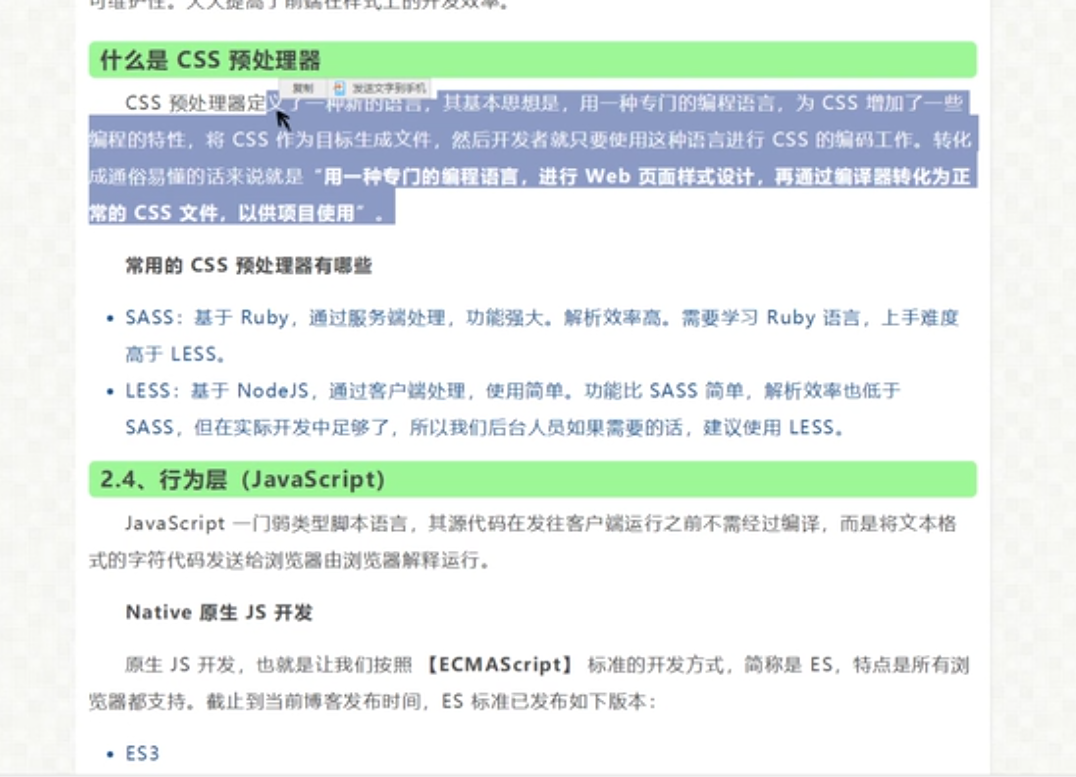 可维护性。大大提高了前端在样式上的开发效率。
什么是 CSS 预处理器
复制 发送文字到手机
CSS 预处理器定义了一种新的语言，其基本思想是，用一种专门的编程语言，为 CSS 增加了一些
编程的特性，将 CSS 作为目标生成文件，然后开发者就只要使用这种语言进行 CSS 的编码工作。转化
成通俗易懂的话来说就是“用一种专门的编程语言，进行 Web 页面样式设计，再通过编译器转化为正
常的 CSS 文件，以供项目使用”。
常用的 CSS 预处理器有哪些
• SASS：基于 Ruby，通过服务端处理，功能强大。解析效率高。需要学习 Ruby 语言，上手难度
高于 LESS。
• LESS：基于 NodeJS，通过客户端处理，使用简单。功能比 SASS 简单，解析效率也低于
SASS，但在实际开发中足够了，所以我们后台人员如果需要的话，建议使用 LESS。
2.4、行为层（JavaScript）
JavaScript 一门弱类型脚本语言，其源代码在发往客户端运行之前不需经过编译，而是将文本格
式的字符代码发送给浏览器由浏览器解释运行。
Native 原生 JS 开发
原生 JS 开发，也就是让我们按照 【ECMAScript】 标准的开发方式，简称是 ES，特点是所有浏
览器都支持。截止到当前博客发布时间，ES 标准已发布如下版本：
• ES3